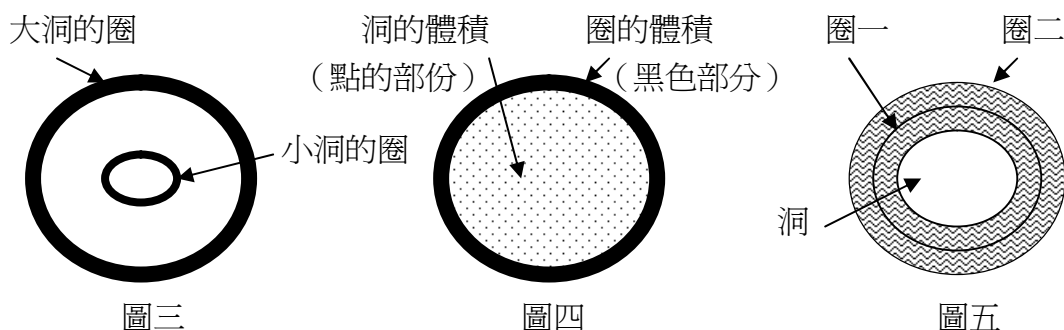 大洞的圈
小洞的圈
圖三
洞的體積
(點的部份)
圈的體積
(黑色部分)
圖四
圈一
圈二
洞
圖五